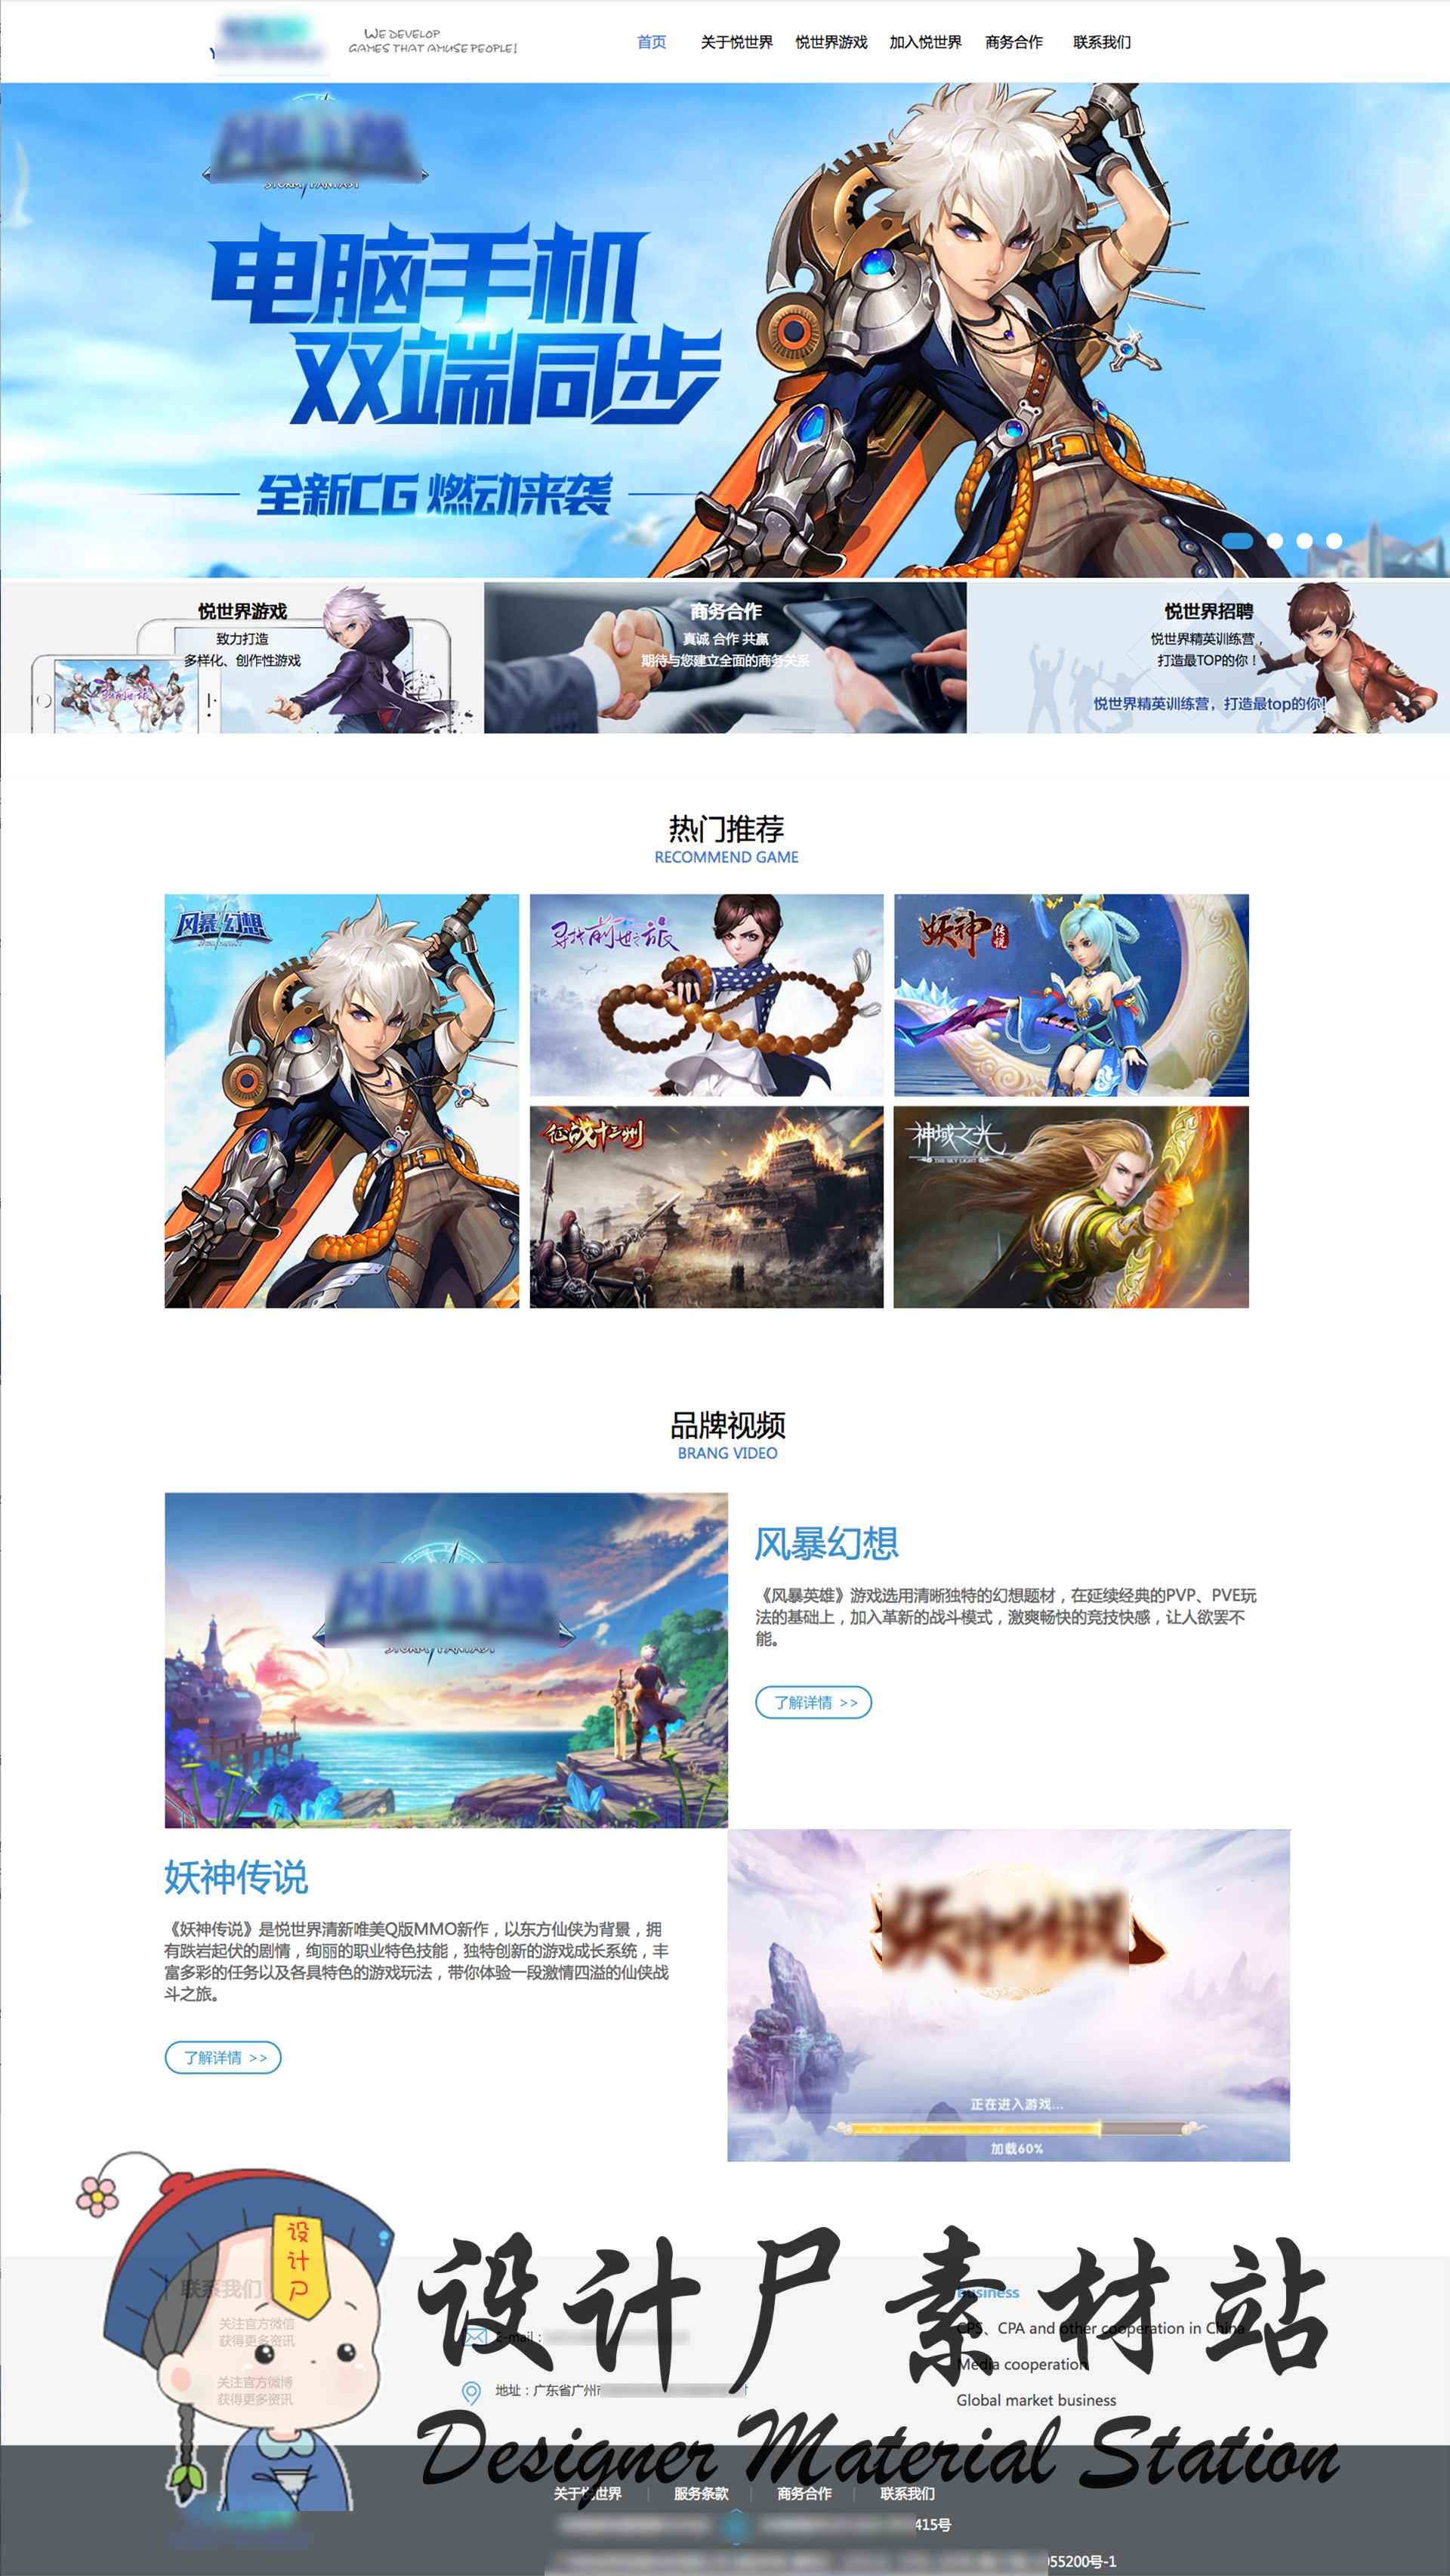 WE DEVELOP
GAMES THAT AMUSE PEOPLE!
首页 关于悦世界 悦世界游戏 加入悦世界 商务合作 联系我们
电脑手机
双端同步
全新CG 燃动来袭
悦世界游戏
致力打造
多样化、创作性游戏
寻找前世之旅
商务合作
真诚 合作 共赢
期待与您建立全面的商务关系
悦世界招聘
悦世界精英训练营，
打造最TOP的你！
悦世界精英训练营，打造最top的你!
热门推荐
RECOMMEND GAME
风暴幻想
寻找前世之旅
妖神传说
征战十三州
神域之光
THE SKY LIGHT
品牌视频
BRANG VIDEO
风暴幻想
《风暴英雄》游戏选用清晰独特的幻想题材，在延续经典的PVP、PVE玩
法的基础上，加入革新的战斗模式，激爽畅快的竞技快感，让人欲罢不
能。
了解详情 >>
妖神传说
《妖神传说》是悦世界清新唯美Q版MMO新作，以东方仙侠为背景，拥
有跌岩起伏的剧情，绚丽的职业特色技能，独特创新的游戏成长系统，丰
富多彩的任务以及各具特色的游戏玩法，带你体验一段激情四溢的仙侠战
斗之旅。
了解详情 >>
正在进入游戏...
加载60%
设计尸
设计尸素材站
Designer Material Station
联系我们
关注官方微信
获得更多资讯
关注官方微博
获得更多资讯
E-mail：
地址：广东省广州市
Business
CPS、CPA and other cooperation in China
Media cooperation
Global market business
关于悦世界 | 服务条款 | 商务合作 | 联系我们
415号
055200号-1